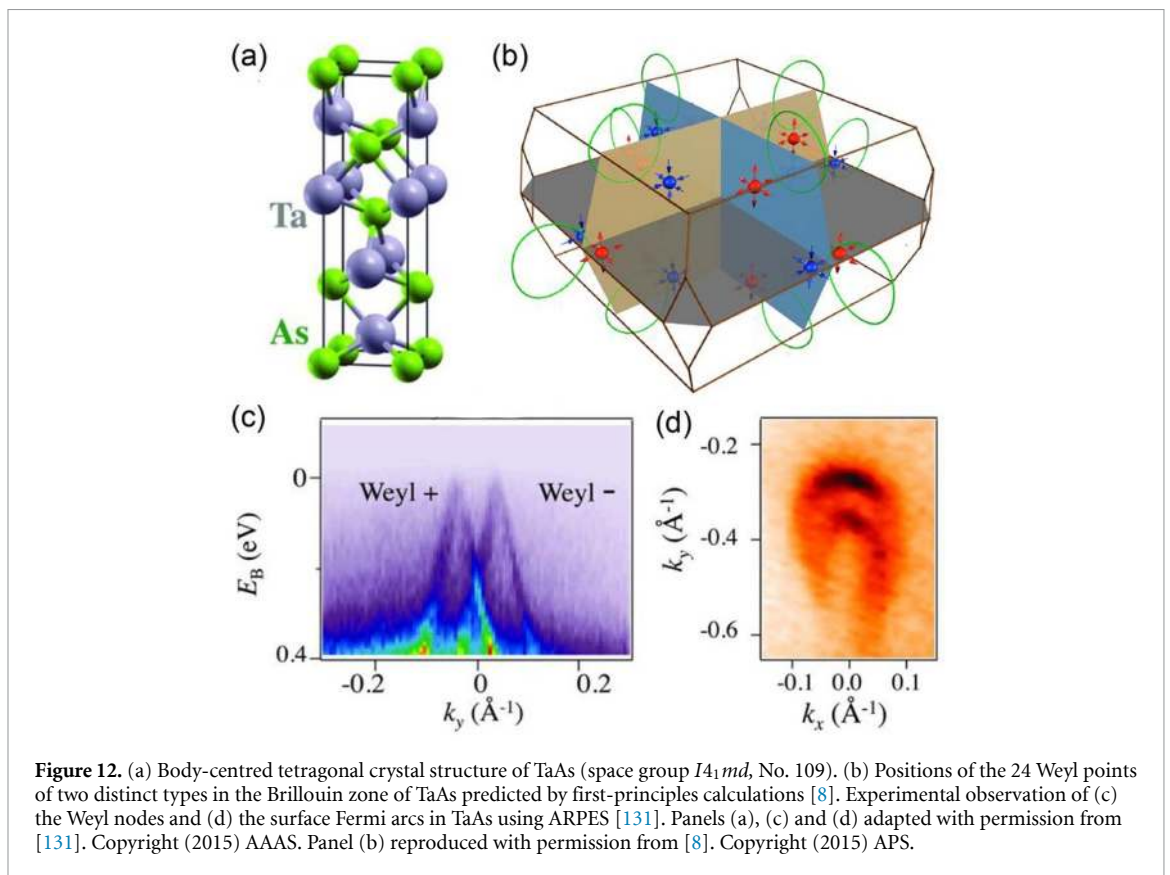 (a)
(b)
Ta
As
(c)
(d)
0
Weyl +
Weyl −
E_B (eV)
0.4
-0.2
0
0.2
k_y (Å⁻¹)
-0.2
-0.4
-0.6
k_y (Å⁻¹)
-0.1
0.0
0.1
k_x (Å⁻¹)
Figure 12. (a) Body-centred tetragonal crystal structure of TaAs (space group I4₁md, No. 109). (b) Positions of the 24 Weyl points
of two distinct types in the Brillouin zone of TaAs predicted by first-principles calculations [8]. Experimental observation of (c)
the Weyl nodes and (d) the surface Fermi arcs in TaAs using ARPES [131]. Panels (a), (c) and (d) adapted with permission from
[131]. Copyright (2015) AAAS. Panel (b) reproduced with permission from [8]. Copyright (2015) APS.